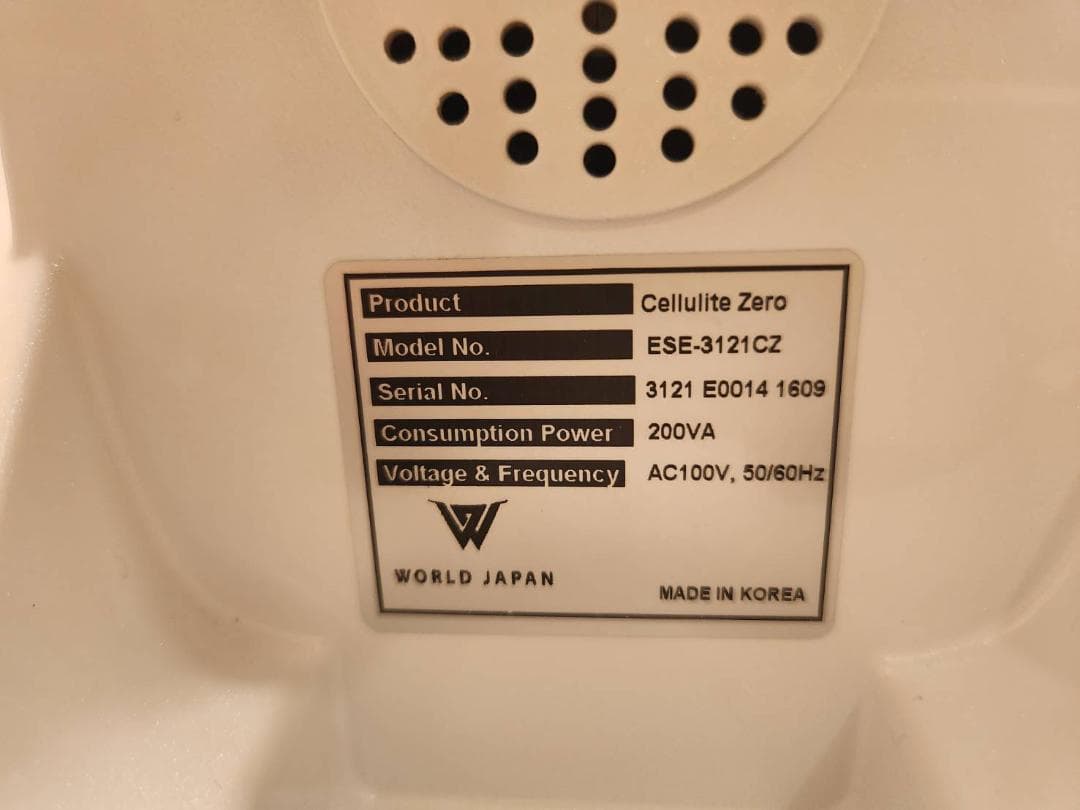 Product Cellulite Zero
Model No. ESE-3121CZ
Serial No. 3121 E0014 1609
Consumption Power 200VA
Voltage & Frequency AC100V, 50/60Hz
W
WORLD JAPAN
MADE IN KOREA